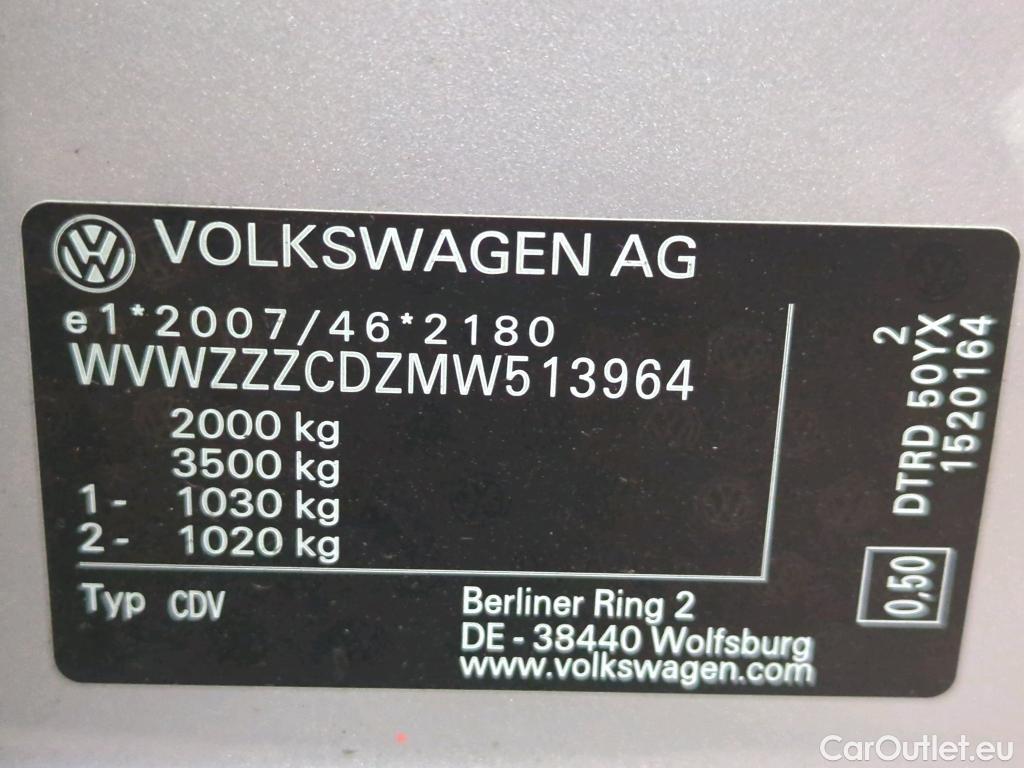 VOLKSWAGEN AG
e1*2007/46*2180
WVWZZZCDZMW513964
2000 kg
3500 kg
1- 1030 kg
2- 1020 kg
Typ CDV
Berliner Ring 2
DE-38440 Wolfsburg
www.volkswagen.com
2
DTRD 50YX
1520164
0,50
CarOutlet.eu